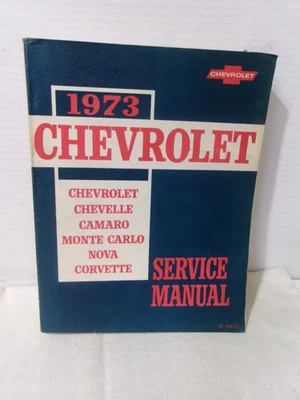 CHEVROLET
1973
CHEVROLET
CHEVROLET
CHEVELLE
CAMARO
MONTE CARLO
NOVA
CORVETTE
SERVICE
MANUAL